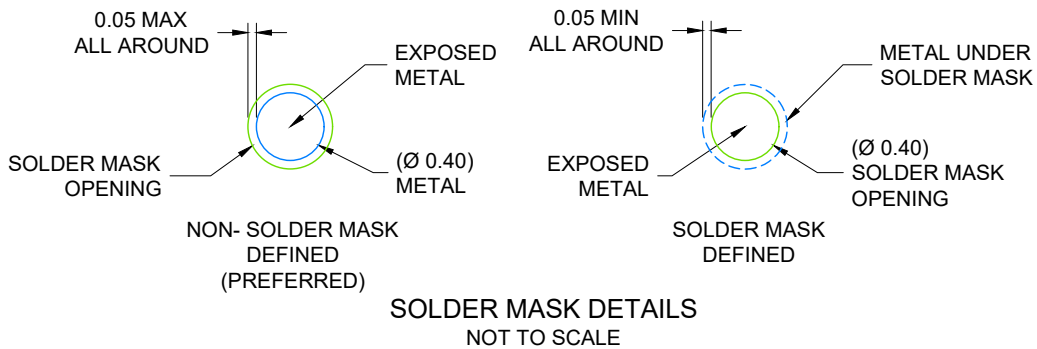 0.05 MAX
ALL AROUND
EXPOSED
METAL
SOLDER MASK
OPENING
(Ø 0.40)
METAL
NON- SOLDER MASK
DEFINED
(PREFERRED)
0.05 MIN
ALL AROUND
METAL UNDER
SOLDER MASK
EXPOSED
METAL
(Ø 0.40)
SOLDER MASK
OPENING
SOLDER MASK
DEFINED
SOLDER MASK DETAILS
NOT TO SCALE